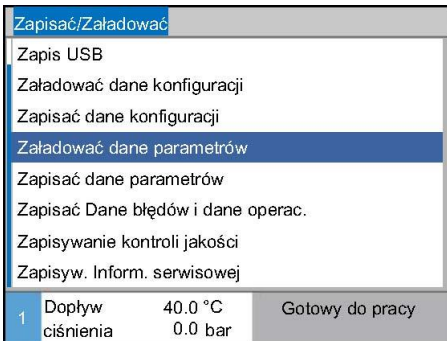 Zapisać/Załadować
Zapis USB
Załadować dane konfiguracji
Zapisać dane konfiguracji
Załadować dane parametrów
Zapisać dane parametrów
Zapisać Dane błędów i dane operac.
Zapisywanie kontroli jakości
Zapisyw. Inform. serwisowej
1 Dopływ 40.0 °C Gotowy do pracy
ciśnienia 0.0 bar